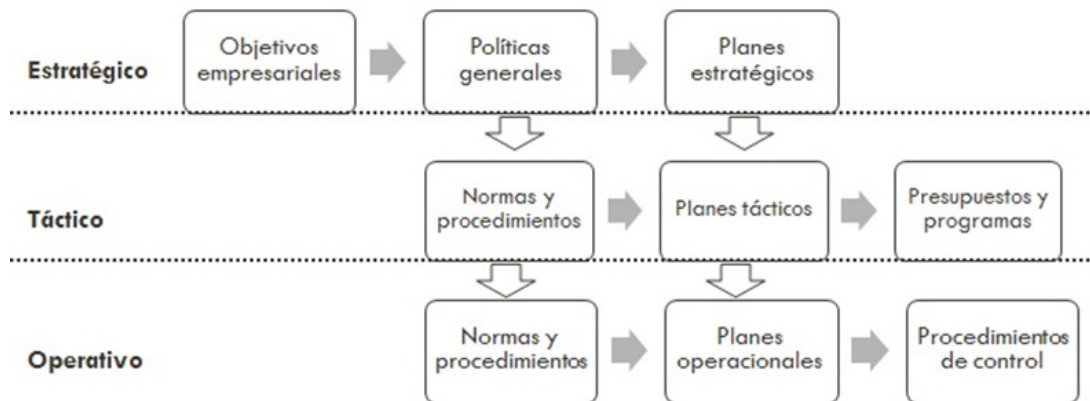 Estratégico
Objetivos
empresariales
Políticas
generales
Planes
estratégicos
Táctico
Normas y
procedimientos
Planes tácticos
Presupuestos y
programas
Operativo
Normas y
procedimientos
Planes
operacionales
Procedimientos
de control